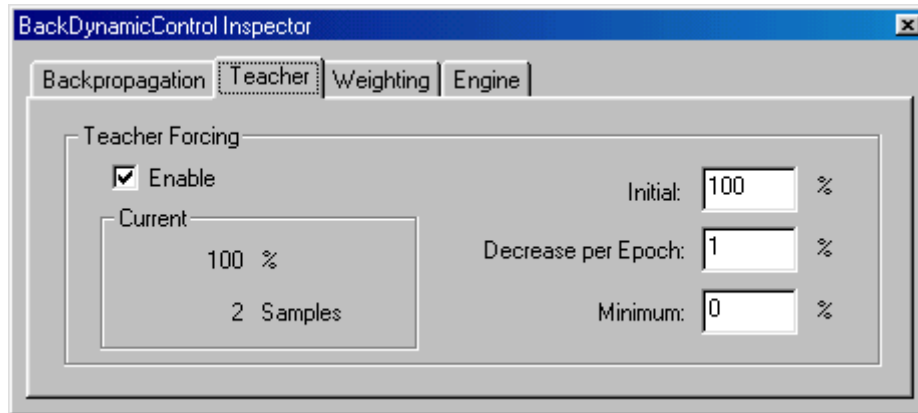 BackDynamicControl Inspector
Backpropagation Teacher Weighting Engine
Teacher Forcing
Enable
Initial: 100 %
Current
100 %
Decrease per Epoch: 1 %
2 Samples
Minimum: 0 %